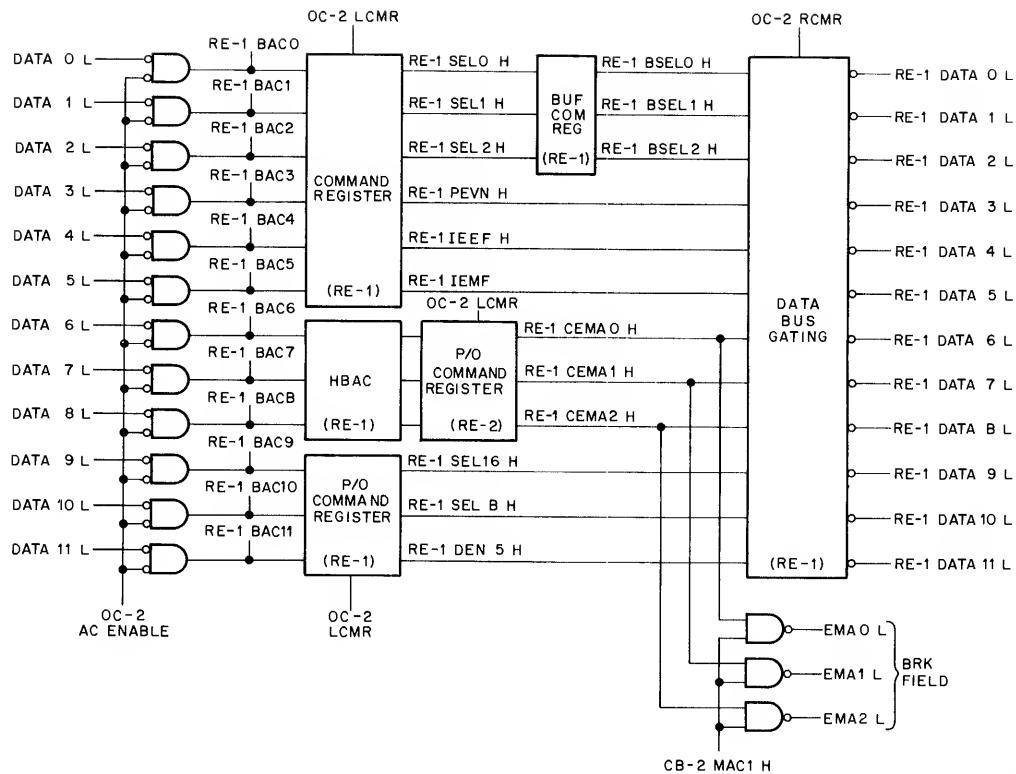 OC-2 LCMR
OC-2 RCMR
DATA 0 L
DATA 1 L
DATA 2 L
DATA 3 L
DATA 4 L
DATA 5 L
DATA 6 L
DATA 7 L
DATA 8 L
DATA 9 L
DATA 10 L
DATA 11 L
OC-2
AC ENABLE
RE-1 BAC0
RE-1 BAC1
RE-1 BAC2
RE-1 BAC3
RE-1 BAC4
RE-1 BAC5
RE-1 BAC6
RE-1 BAC7
RE-1 BAC8
RE-1 BAC9
RE-1 BAC10
RE-1 BAC11
COMMAND
REGISTER
(RE-1)
HBAC
(RE-1)
P/O
COMMAND
REGISTER
(RE-1)
OC-2
LCMR
OC-2 LCMR
P/O
COMMAND
REGISTER
(RE-2)
RE-1 SEL0 H
RE-1 SEL1 H
RE-1 SEL2 H
RE-1 PEVN H
RE-1 IEEF H
RE-1 IEMF
RE-1 CEMA0 H
RE-1 CEMA1 H
RE-1 CEMA2 H
RE-1 SEL16 H
RE-1 SEL 8 H
RE-1 DEN 5 H
BUF
COM
REG
(RE-1)
RE-1 BSEL0 H
RE-1 BSEL1 H
RE-1 BSEL2 H
DATA
BUS
GATING
(RE-1)
RE-1 DATA 0 L
RE-1 DATA 1 L
RE-1 DATA 2 L
RE-1 DATA 3 L
RE-1 DATA 4 L
RE-1 DATA 5 L
RE-1 DATA 6 L
RE-1 DATA 7 L
RE-1 DATA 8 L
RE-1 DATA 9 L
RE-1 DATA 10 L
RE-1 DATA 11 L
EMA0 L
EMA1 L
EMA2 L
BRK
FIELD
CB-2 MAC1 H